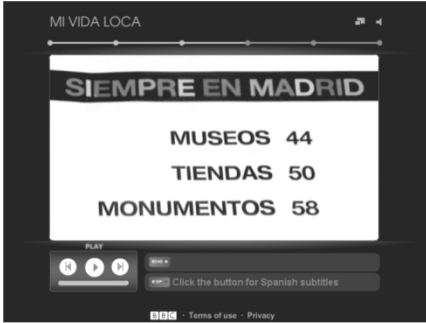 MI VIDA LOCA
SIEMPRE EN MADRID
MUSEOS 44
TIENDAS 50
MONUMENTOS 58
PLAY
Click the button for Spanish subtitles
BBC · Terms of use · Privacy